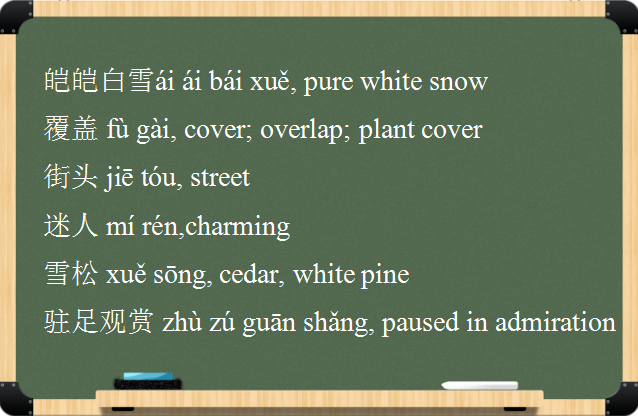 皑皑白雪ái ái bái xuě, pure white snow
覆盖 fù gài, cover; overlap; plant cover
街头 jiē tóu, street
迷人 mí rén,charming
雪松 xuě sōng, cedar, white pine
驻足观赏 zhù zú guān shǎng, paused in admiration